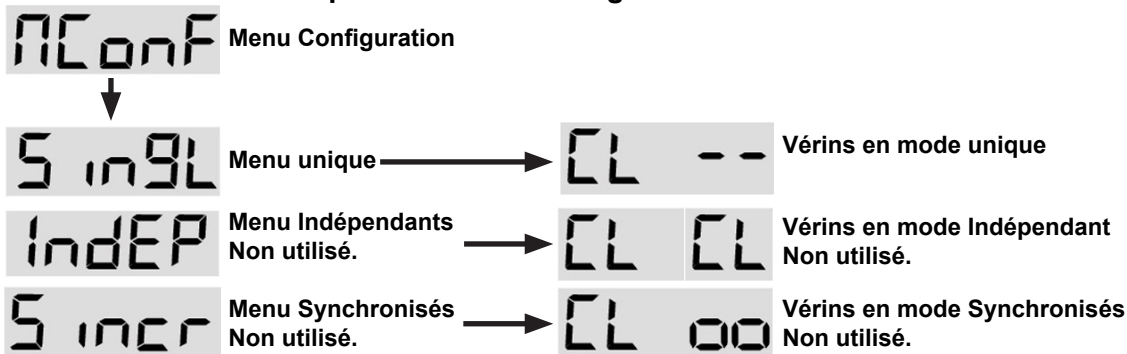 MConF Menu Configuration
SingL Menu unique CL -- Vérins en mode unique
IndEP Menu Indépendants CL CL Vérins en mode Indépendant
Non utilisé. Non utilisé.
Sincr Menu Synchronisés CL oo Vérins en mode Synchronisés
Non utilisé. Non utilisé.